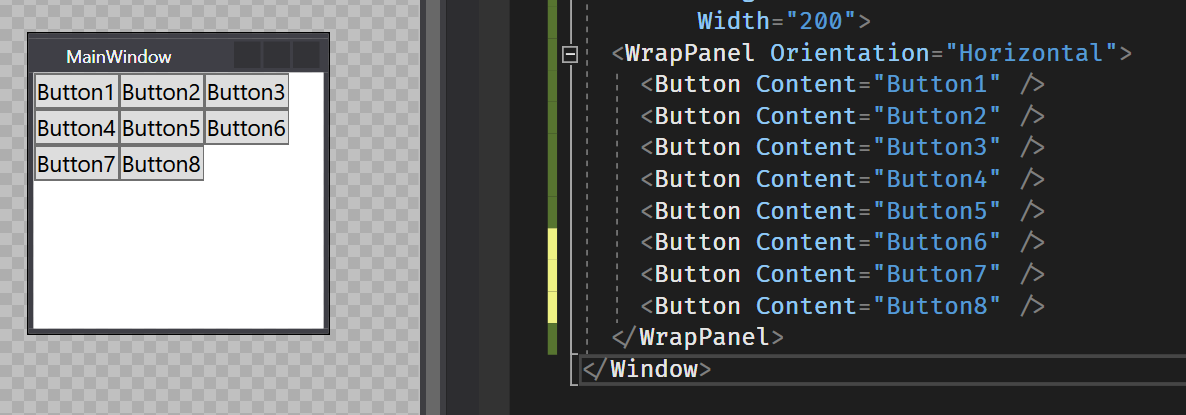 MainWindow
Button1 Button2 Button3
Button4 Button5 Button6
Button7 Button8
Width="200">
<WrapPanel Orientation="Horizontal">
<Button Content="Button1" />
<Button Content="Button2" />
<Button Content="Button3" />
<Button Content="Button4" />
<Button Content="Button5" />
<Button Content="Button6" />
<Button Content="Button7" />
<Button Content="Button8" />
</WrapPanel>
</Window>